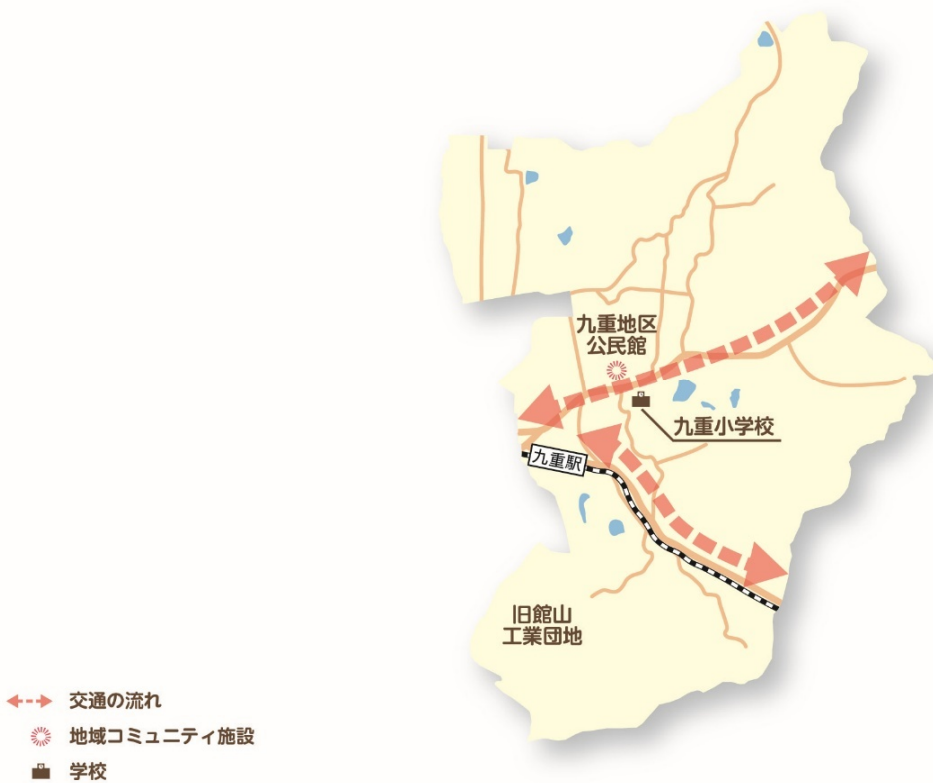 九重地区
公民館
九重小学校
九重駅
旧館山
工業団地
交通の流れ
地域コミュニティ施設
学校